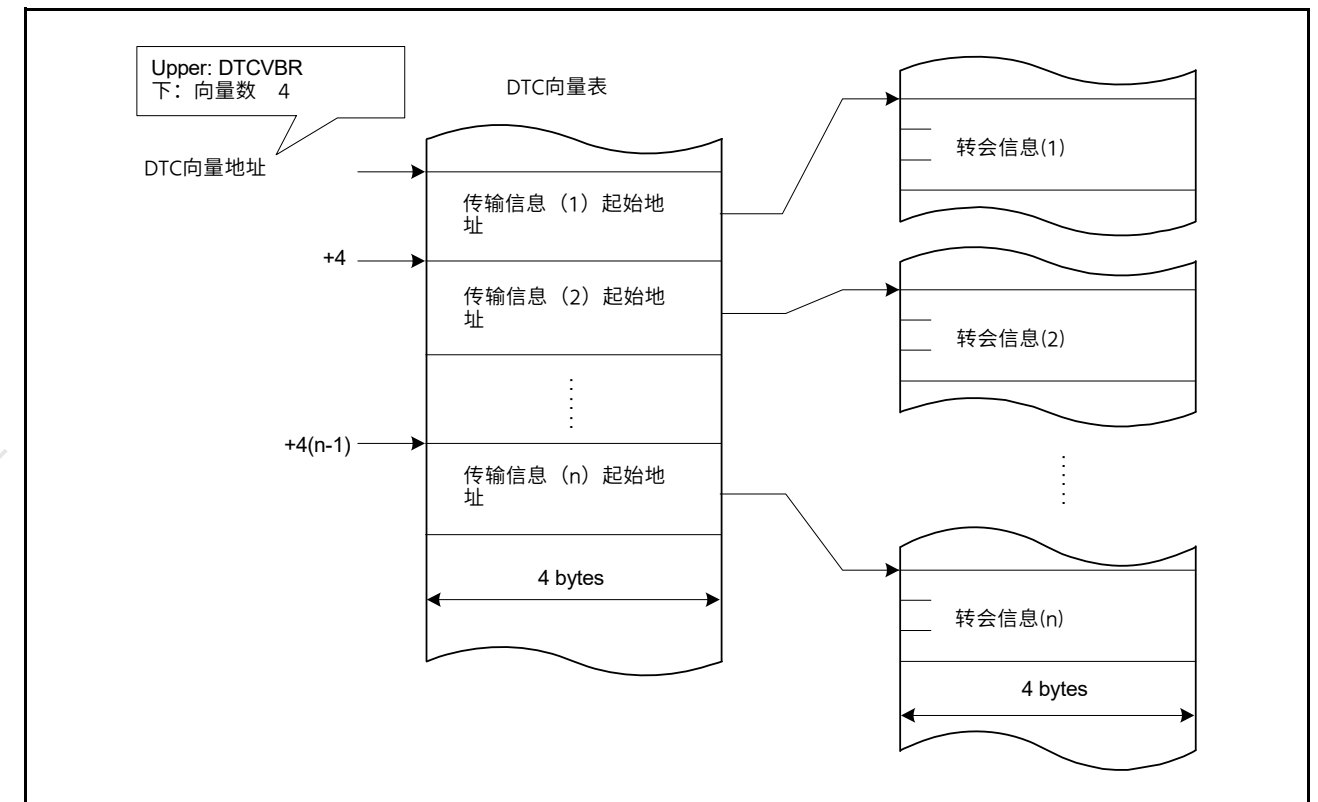 Upper: DTCVBR
下：向量数 4
DTC向量表
DTC向量地址
传输信息（1）起始地
址
+4
传输信息（2）起始地
址
+4(n-1)
传输信息（n）起始地
址
4 bytes
转会信息(1)
转会信息(2)
转会信息(n)
4 bytes